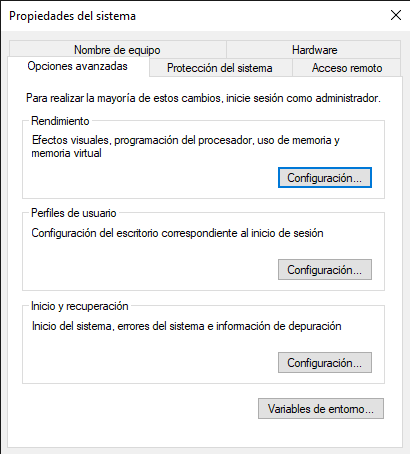 Propiedades del sistema
Nombre de equipo
Hardware
Opciones avanzadas
Protección del sistema
Acceso remoto
Para realizar la mayoría de estos cambios, inicie sesión como administrador.
Rendimiento
Efectos visuales, programación del procesador, uso de memoria y
memoria virtual
Configuración...
Perfiles de usuario
Configuración del escritorio correspondiente al inicio de sesión
Configuración...
Inicio y recuperación
Inicio del sistema, errores del sistema e información de depuración
Configuración...
Variables de entorno...